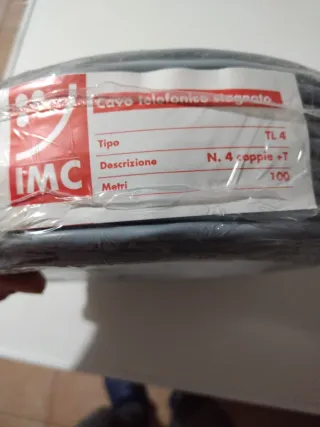 Cavo telefonico stagnato
Tipo TL 4
Descrizione N. 4 coppie +T
Metri 100
IMC